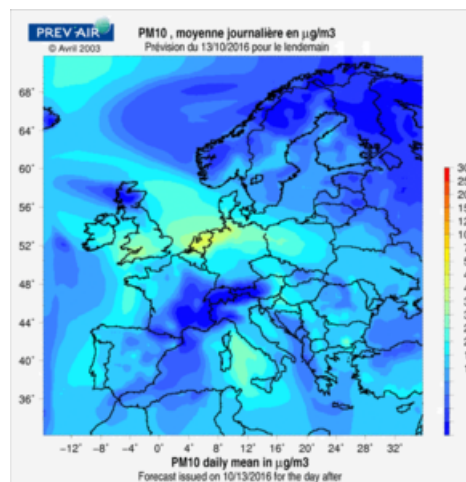 PREV'AIR
© Avril 2003
PM10 , moyenne journalière en µg/m3
Prévision du 13/10/2016 pour le lendemain
68°
64°
60°
56°
52°
48°
44°
40°
36°
-12° -8° -4° 0° 4° 8° 12° 16° 20° 24° 28° 32°
PM10 daily mean in µg/m3
Forecast issued on 10/13/2016 for the day after